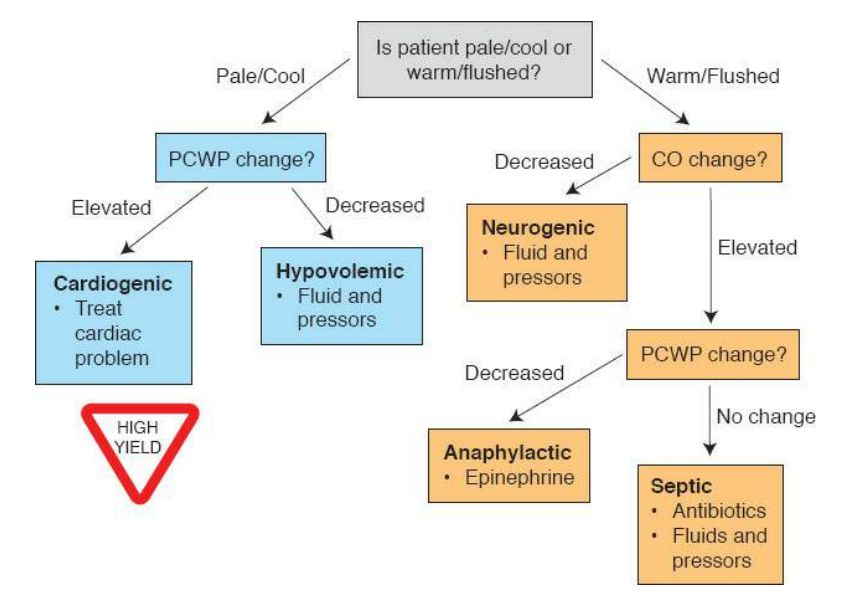 Is patient pale/cool or
warm/flushed?
Pale/Cool
Warm/Flushed
PCWP change?
CO change?
Elevated
Decreased
Decreased
Elevated
Cardiogenic
• Treat
cardiac
problem
Hypovolemic
• Fluid and
pressors
Neurogenic
• Fluid and
pressors
PCWP change?
Decreased
No change
HIGH
YIELD
Anaphylactic
• Epinephrine
Septic
• Antibiotics
• Fluids and
pressors